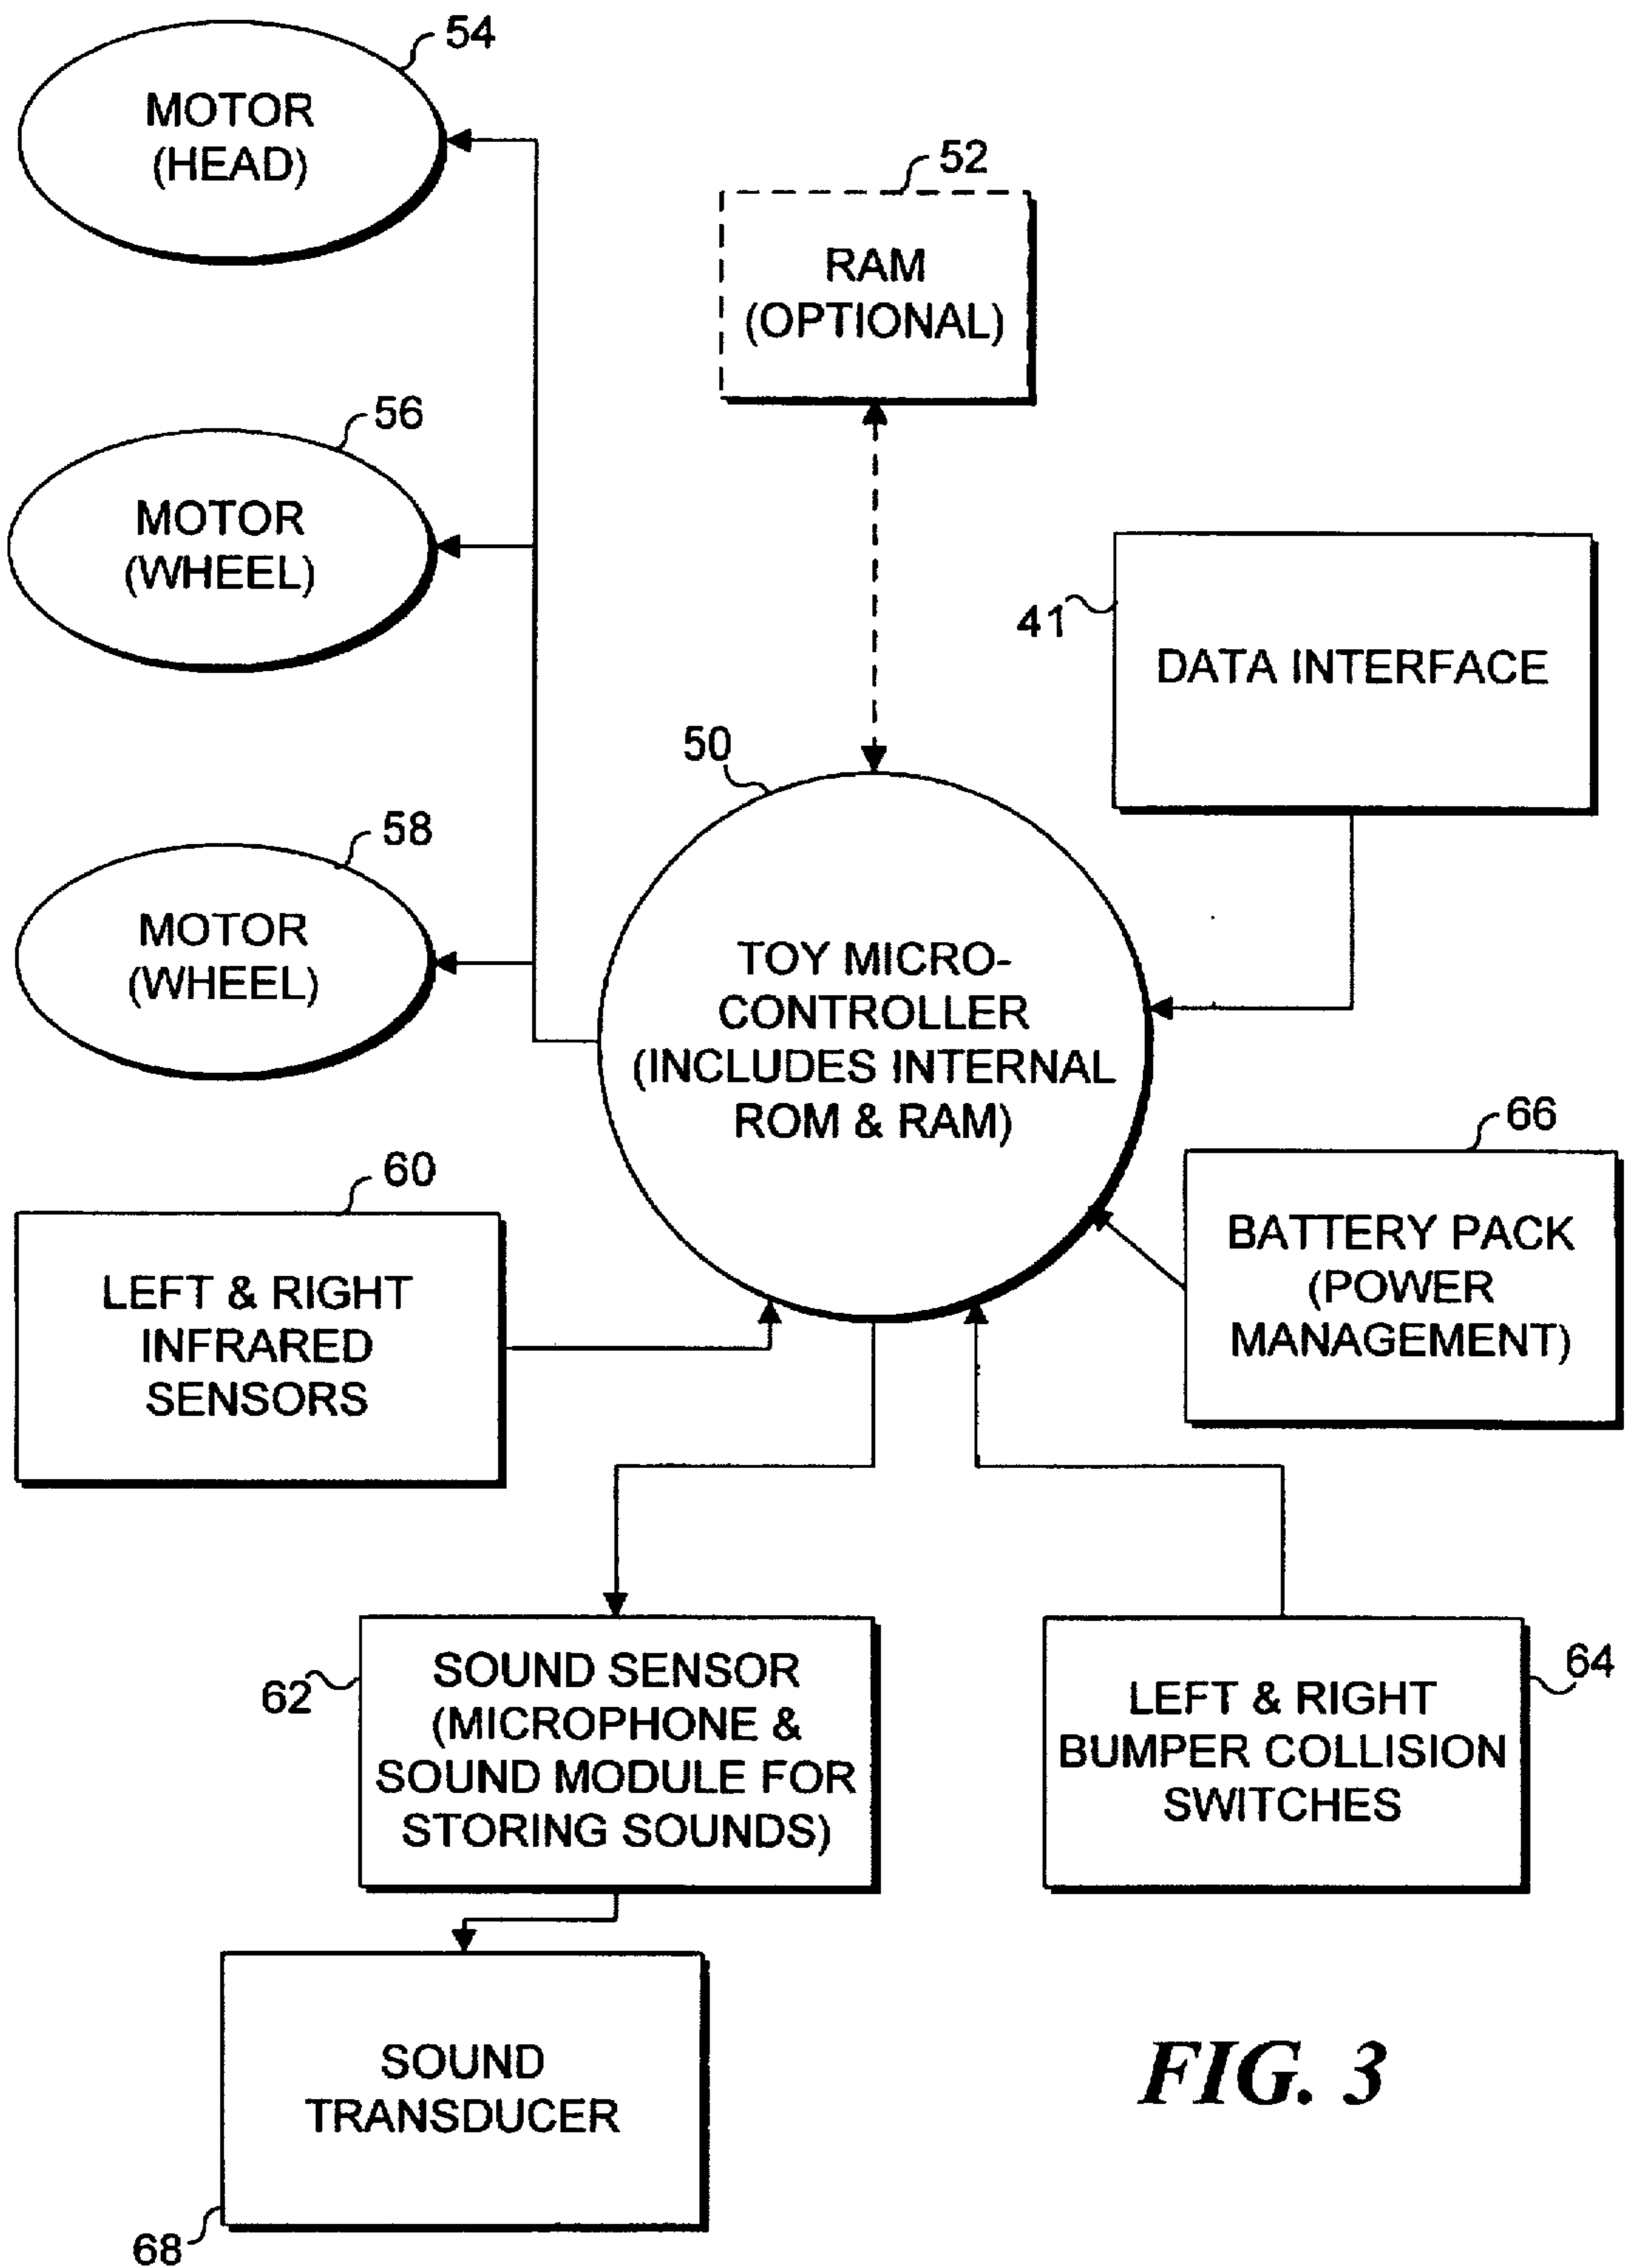 54
MOTOR
(HEAD)
52
RAM
(OPTIONAL)
56
MOTOR
(WHEEL)
41
DATA INTERFACE
50
58
MOTOR
(WHEEL)
TOY MICRO-
CONTROLLER
(INCLUDES INTERNAL
ROM & RAM)
66
BATTERY PACK
(POWER
MANAGEMENT)
60
LEFT & RIGHT
INFRARED
SENSORS
62
SOUND SENSOR
(MICROPHONE &
SOUND MODULE FOR
STORING SOUNDS)
64
LEFT & RIGHT
BUMPER COLLISION
SWITCHES
SOUND
TRANSDUCER
68
FIG. 3